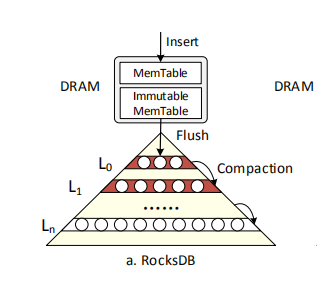 Insert
MemTable
DRAM
DRAM
Immutable
MemTable
Flush
L0
Compaction
L1
......
Ln
a. RocksDB